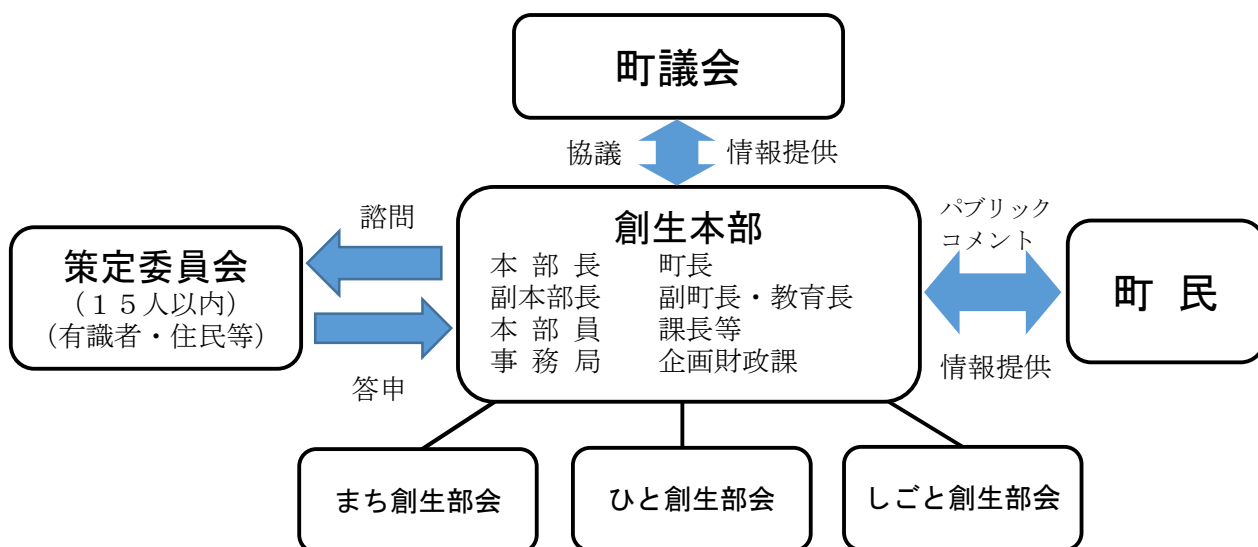 町議会
協議
情報提供
諮問
策定委員会
（１５人以内）
（有識者・住民等）
答申
創生本部
本 部 長　　町長
副本部長　　副町長・教育長
本 部 員　　課長等
事 務 局　　企画財政課
パブリック
コメント
情報提供
町 民
まち創生部会
ひと創生部会
しごと創生部会